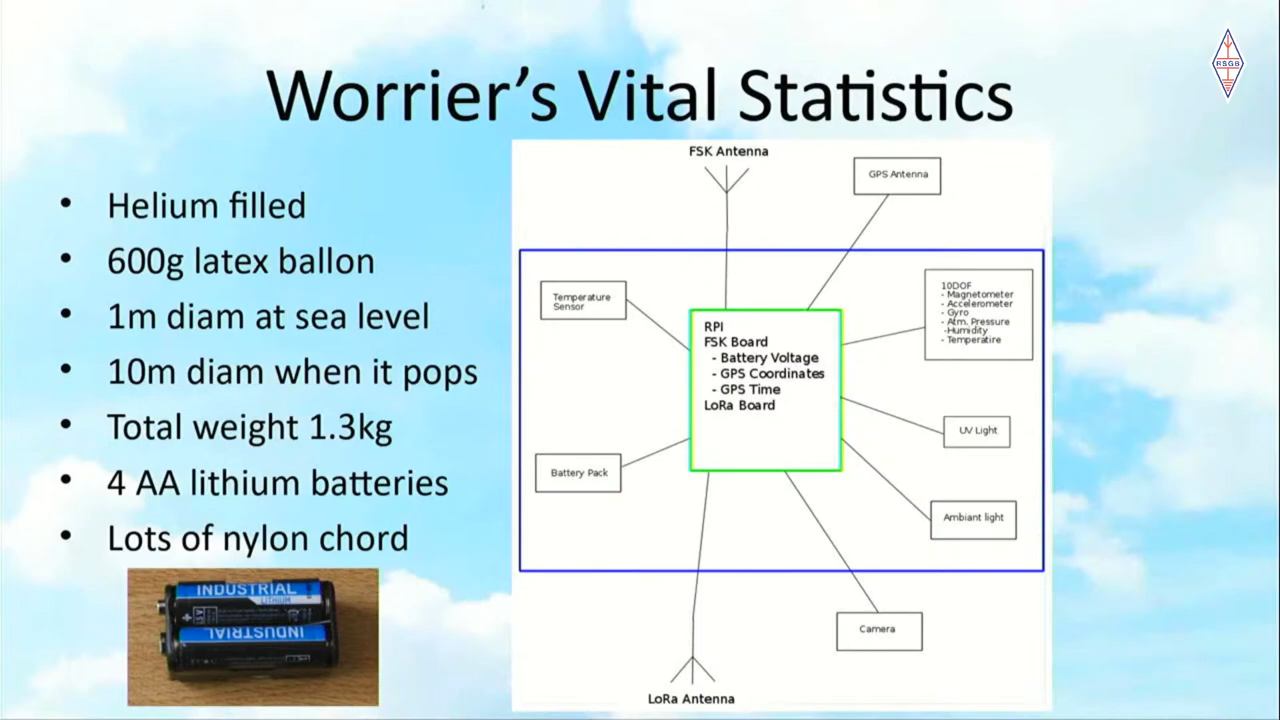 RSGB
Worrier's Vital Statistics
• Helium filled
• 600g latex ballon
• 1m diam at sea level
• 10m diam when it pops
• Total weight 1.3kg
• 4 AA lithium batteries
• Lots of nylon chord
INDUSTRIAL
LITHIUM
INDUSTRIAL
FSK Antenna
GPS Antenna
Temperature
Sensor
10DOF
- Magnetometer
- Accelerometer
- Gyro
- Atm. Pressure
-Humidity
- Temperatire
RPI
FSK Board
- Battery Voltage
- GPS Coordinates
- GPS Time
LoRa Board
UV Light
Battery Pack
Ambiant light
Camera
LoRa Antenna